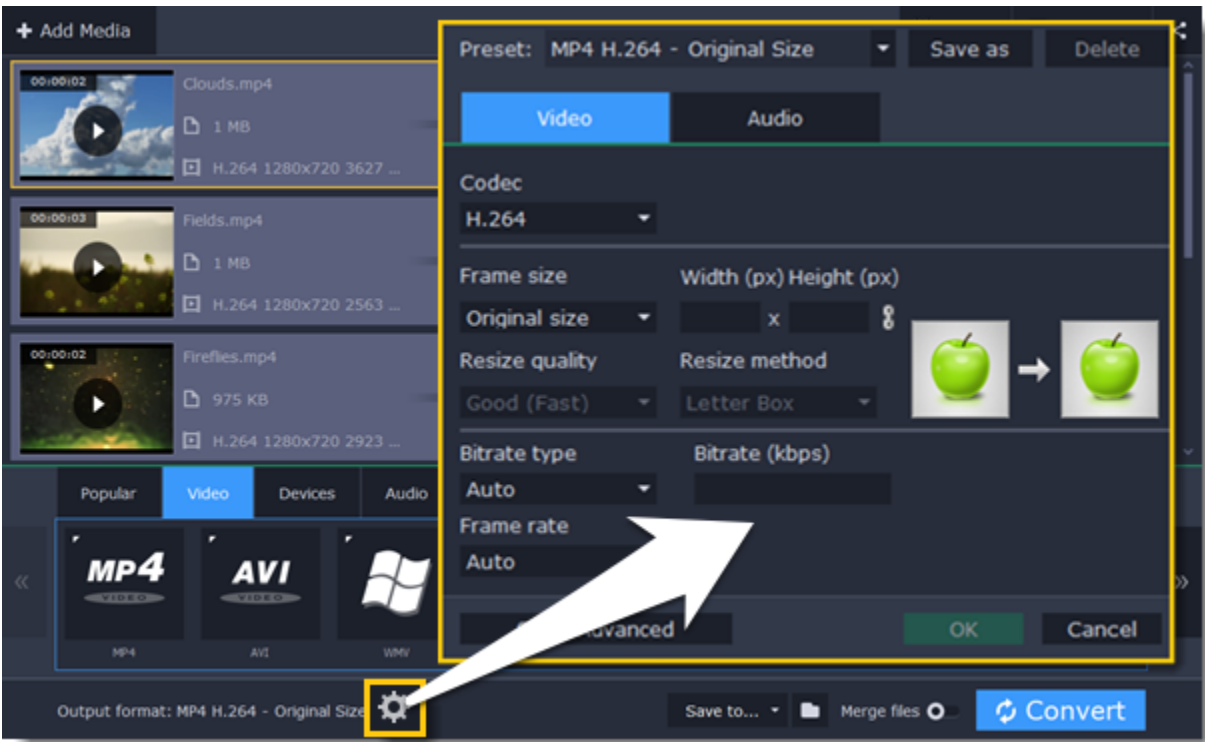 Add Media
00:00:02
Clouds.mp4
1 MB
H.264 1280x720 3627 ...
00:00:03
Fields.mp4
1 MB
H.264 1280x720 2563 ...
00:00:02
Fireflies.mp4
975 KB
H.264 1280x720 2923 ...
Preset: MP4 H.264 - Original Size Save as Delete
Video Audio
Codec
H.264
Frame size Width (px) Height (px)
Original size x
Resize quality Resize method
Good (Fast) Letter Box
Bitrate type Bitrate (kbps)
Auto
Frame rate
Auto
Advanced OK Cancel
Popular Video Devices Audio
MP4 VIDEO AVI VIDEO
MP4 AVI WMV
Output format: MP4 H.264 - Original Size Save to... Merge files Convert